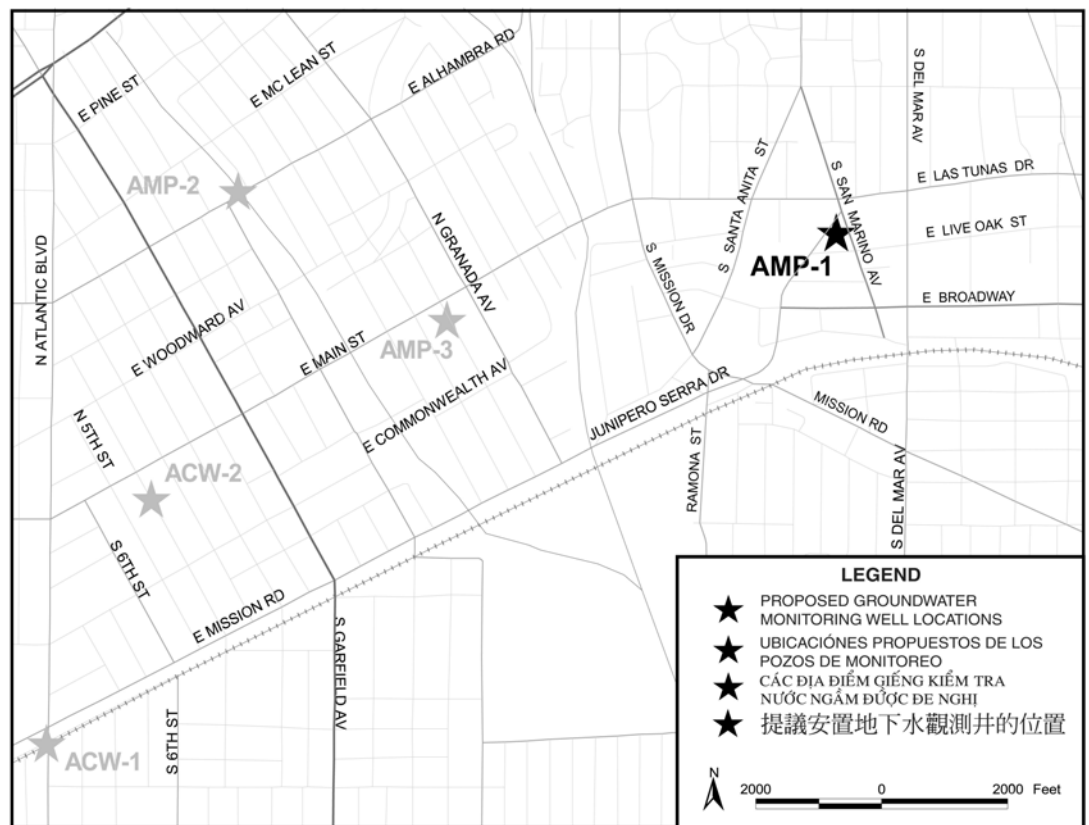 E PINE ST
E MC LEAN ST
E ALHAMBRA RD
S DEL MAR AV
AMP-2
S SANTA ANITA ST
S SAN MARINO AV
E LAS TUNAS DR
N ATLANTIC BLVD
N GRANADA AV
S MISSION DR
AMP-1
E LIVE OAK ST
E BROADWAY
E WOODWARD AV
E MAIN ST
AMP-3
E COMMONWEALTH AV
JUNIPERO SERRA DR
MISSION RD
N 5TH ST
ACW-2
RAMONA ST
S DEL MAR AV
S 6TH ST
E MISSION RD
S GARFIELD AV
S 6TH ST
ACW-1
LEGEND
PROPOSED GROUNDWATER
MONITORING WELL LOCATIONS
UBICACIÓNES PROPUESTOS DE LOS
POZOS DE MONITOREO
CÁC ĐỊA ĐIỂM GIẾNG KIỂM TRA
NƯỚC NGẦM ĐƯỢC ĐE NGHỊ
提議安置地下水觀測井的位置
N
2000 0 2000 Feet